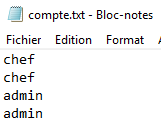 compte.txt - Bloc-notes
Fichier Edition Format A
chef
chef
admin
admin